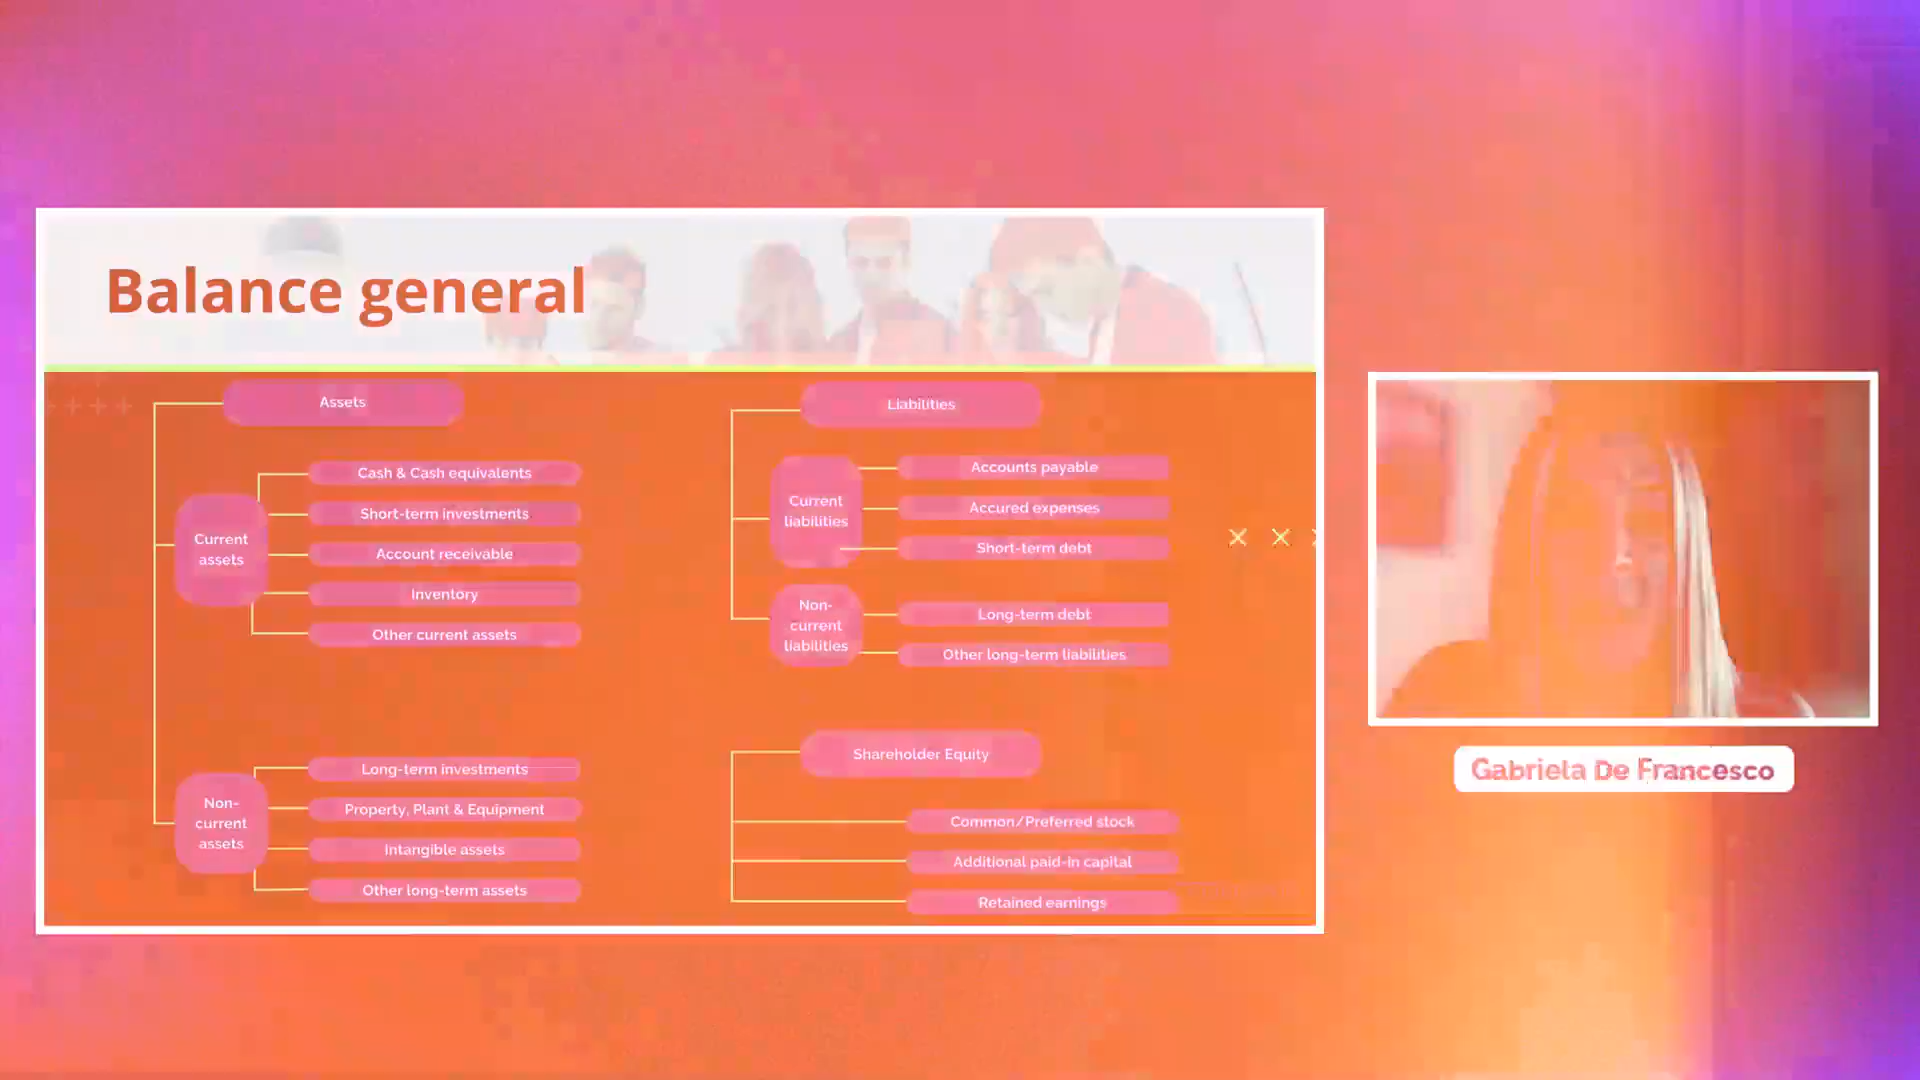 Balance general
Assets
Current
assets
Cash & Cash equivalents
Short-term investments
Account receivable
Inventory
Other current assets
Non-
current
assets
Long-term investments
Property, Plant & Equipment
Intangible assets
Other long-term assets
Liabilities
Current
liabilities
Accounts payable
Accured expenses
Short-term debt
Non-
current
liabilities
Long-term debt
Other long-term liabilities
Shareholder Equity
Common/Preferred stock
Additional paid-in capital
Retained earnings
Gabriela De Francesco